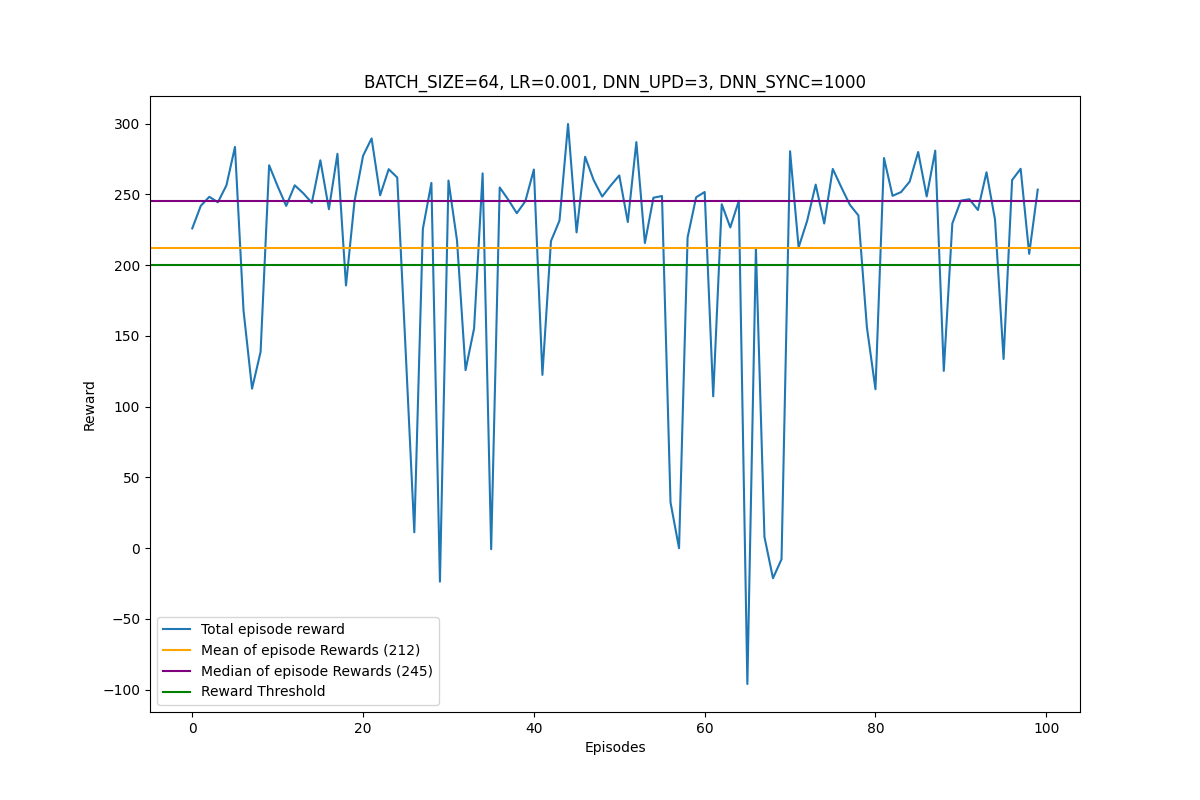 BATCH_SIZE=64, LR=0.001, DNN_UPD=3, DNN_SYNC=1000
300
250
200
150
100
50
0
−50
−100
Reward
Total episode reward
Mean of episode Rewards (212)
Median of episode Rewards (245)
Reward Threshold
0 20 40 60 80 100
Episodes